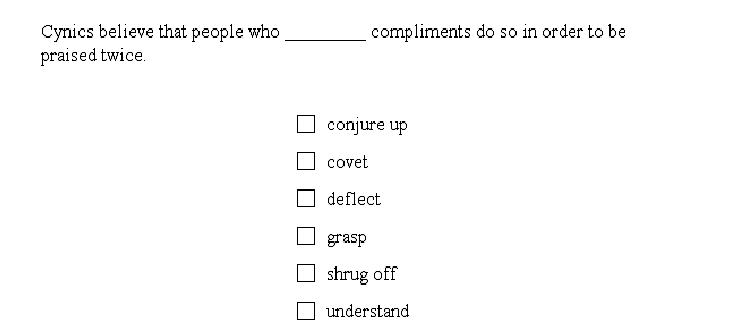 Cynics believe that people who _________ compliments do so in order to be
praised twice.
conjure up
covet
deflect
grasp
shrug off
understand